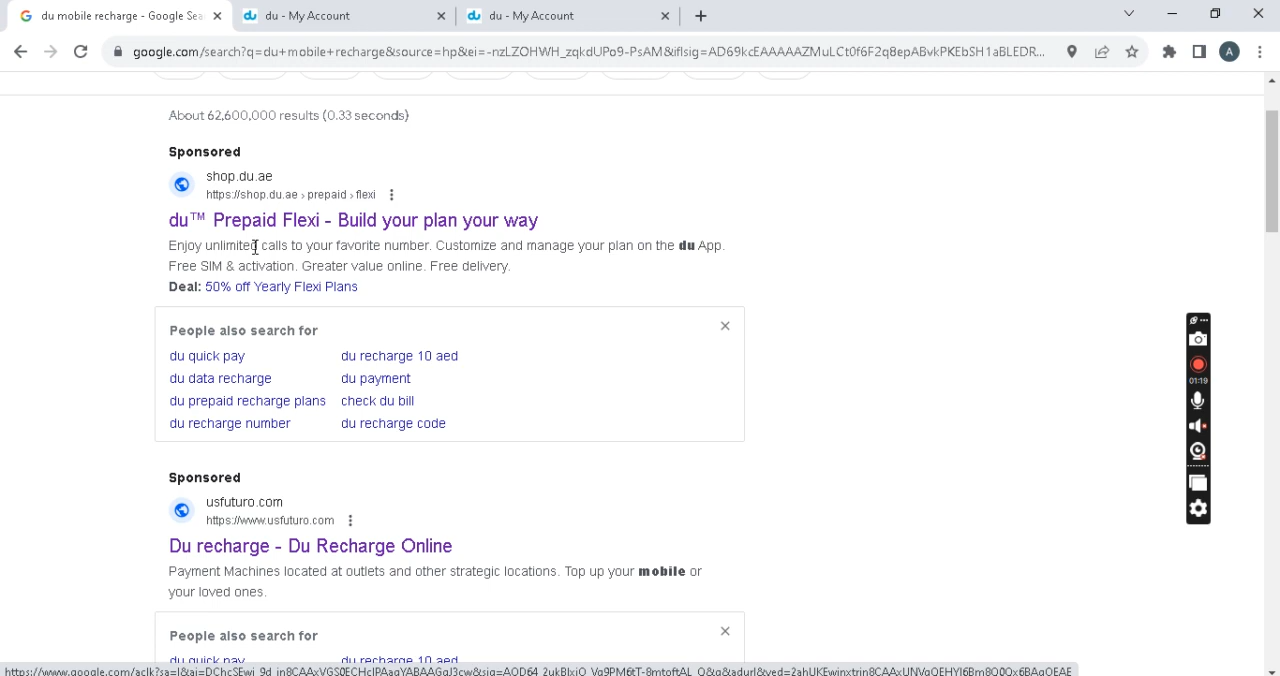 du mobile recharge - Google Sea
du - My Account
du - My Account
google.com/search?q=du+mobile+recharge&source=hp&ei=-nzLZOHWH_zqkdUPo9-PsAM&iflsig=AD69kcEAAAAAZMuLCt0f6F2q8epABvkPKEbSH1aBLEDR...
A
About 62,600,000 results (0.33 seconds)
Sponsored
shop.du.ae
https://shop.du.ae › prepaid › flexi
du™ Prepaid Flexi - Build your plan your way
Enjoy unlimited calls to your favorite number. Customize and manage your plan on the du App.
Free SIM & activation. Greater value online. Free delivery.
Deal: 50% off Yearly Flexi Plans
People also search for
du quick pay
du recharge 10 aed
du data recharge
du payment
du prepaid recharge plans
check du bill
du recharge number
du recharge code
Sponsored
usfuturo.com
https://www.usfuturo.com
Du recharge - Du Recharge Online
Payment Machines located at outlets and other strategic locations. Top up your mobile or
your loved ones.
People also search for
du quick pay
du recharge 10 aed
01:19